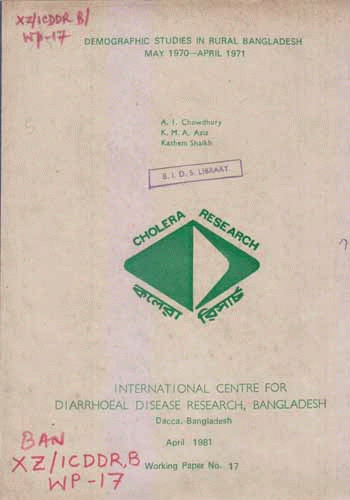 XZ/ICDDR,B/
WP-17
DEMOGRAPHIC STUDIES IN RURAL BANGLADESH
MAY 1970—APRIL 1971
A. I. Chowdhury
K. M. A. Aziz
Kashem Shaikh
B. I. D. S. LIBRARY.
CHOLERA RESEARCH
কলেরা রিসার্চ
INTERNATIONAL CENTRE FOR
DIARRHOEAL DISEASE RESEARCH, BANGLADESH
Dacca, Bangladesh
April 1981
Working Paper No. 17
BAN
XZ/ICDDR,B
WP-17